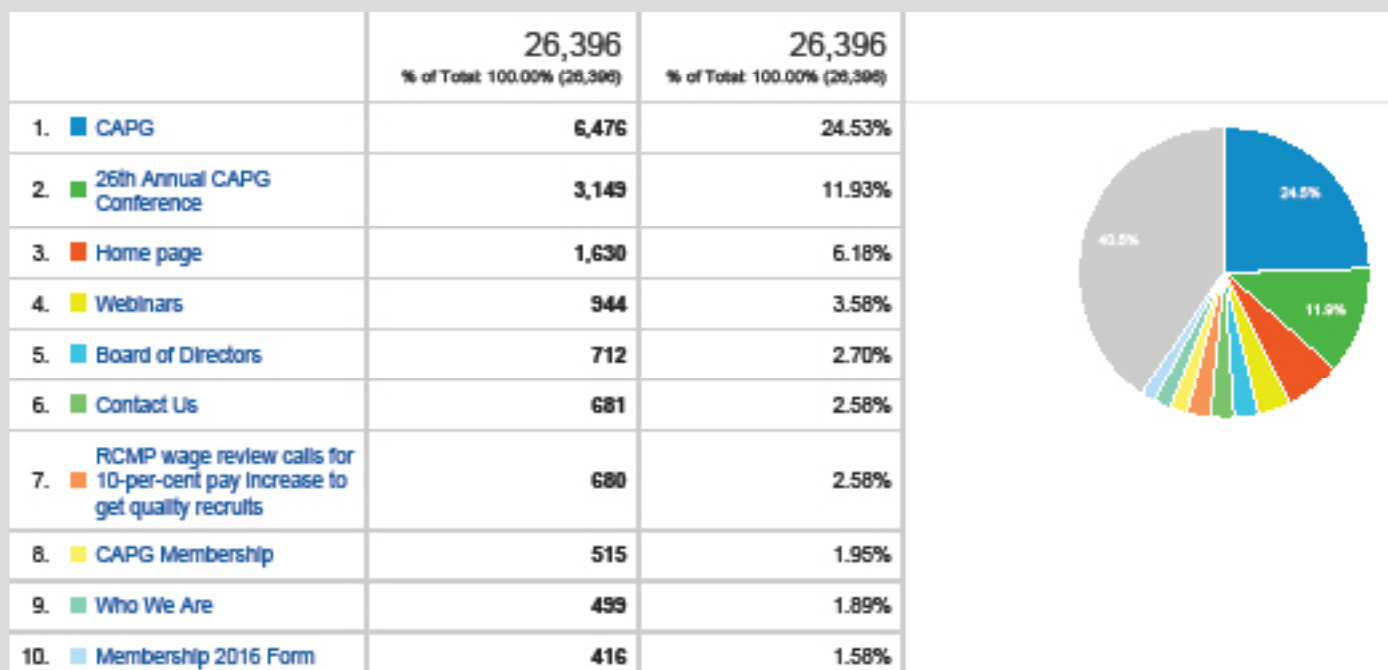 26,396 26,396
% of Total: 100.00% (26,396) % of Total: 100.00% (26,396)
1. CAPG 6,476 24.53%
2. 26th Annual CAPG
Conference 3,149 11.93%
3. Home page 1,630 6.18%
4. Webinars 944 3.58%
5. Board of Directors 712 2.70%
6. Contact Us 681 2.58%
7. RCMP wage review calls for
10-per-cent pay increase to
get quality recruits 680 2.58%
8. CAPG Membership 515 1.95%
9. Who We Are 499 1.89%
10. Membership 2016 Form 416 1.58%
24.5%
40.5%
11.9%